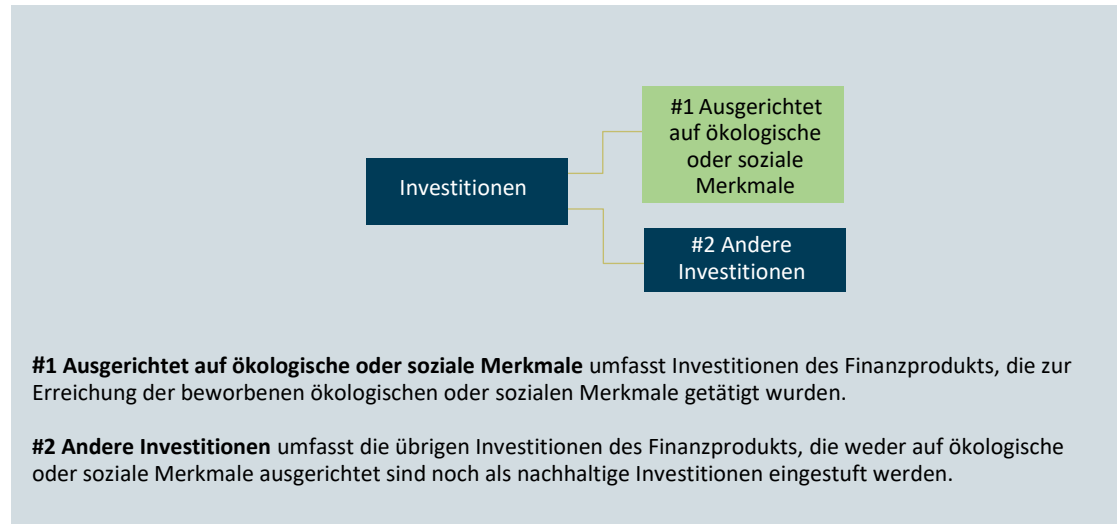 #1 Ausgerichtet
auf ökologische
oder soziale
Merkmale
Investitionen
#2 Andere
Investitionen
#1 Ausgerichtet auf ökologische oder soziale Merkmale umfasst Investitionen des Finanzprodukts, die zur
Erreichung der beworbenen ökologischen oder sozialen Merkmale getätigt wurden.
#2 Andere Investitionen umfasst die übrigen Investitionen des Finanzprodukts, die weder auf ökologische
oder soziale Merkmale ausgerichtet sind noch als nachhaltige Investitionen eingestuft werden.